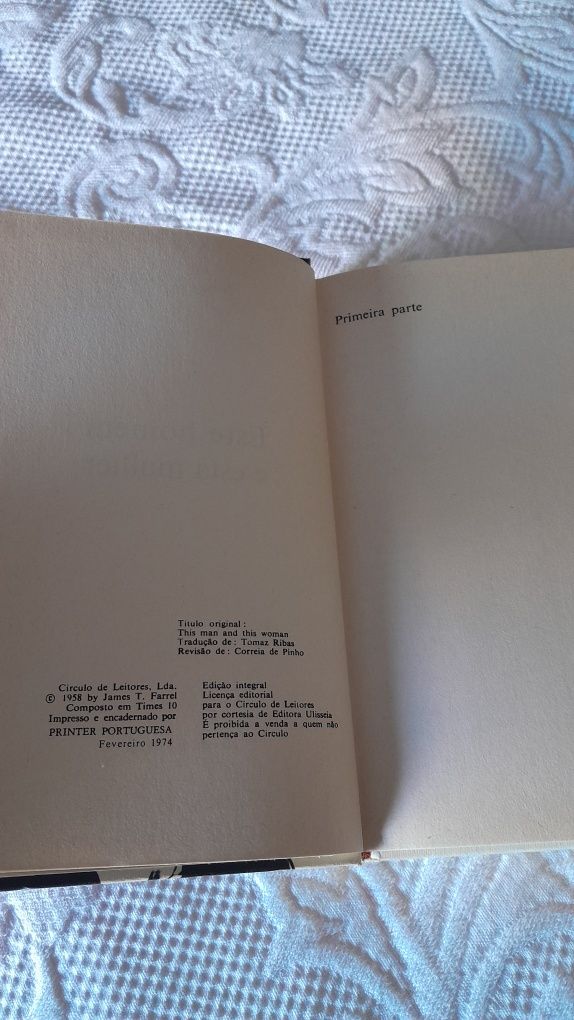 Título original:
This man and this woman
Tradução de: Tomaz Ribas
Revisão de: Correia de Pinho
Círculo de Leitores, Lda.
© 1958 by James T. Farrel
Composto em Times 10
Impresso e encadernado por
PRINTER PORTUGUESA
Fevereiro 1974
Edição integral
Licença editorial
para o Círculo de Leitores
por cortesia de Editora Ulisseia
É proibida a venda a quem não
pertença ao Círculo
Primeira parte